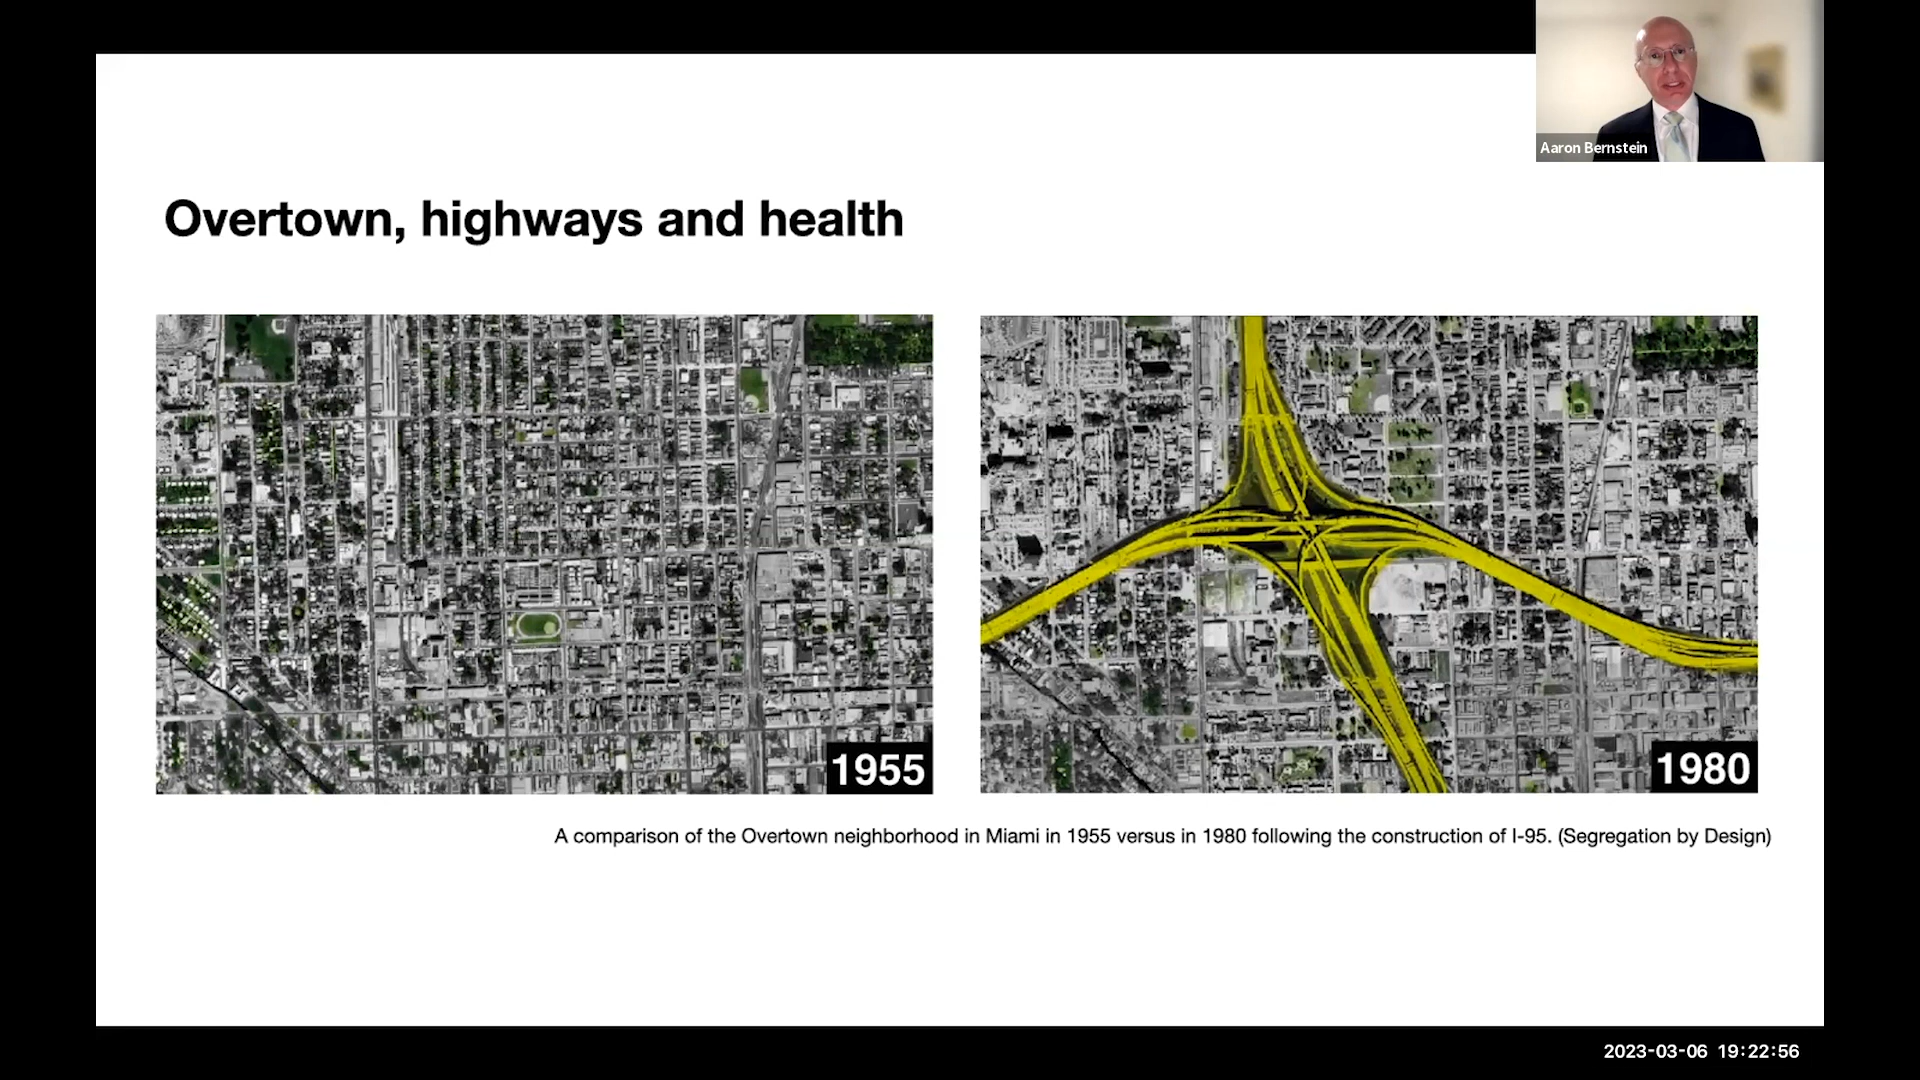 Aaron Bernstein
Overtown, highways and health
1955
1980
A comparison of the Overtown neighborhood in Miami in 1955 versus in 1980 following the construction of I-95. (Segregation by Design)
2023-03-06 19:22:56